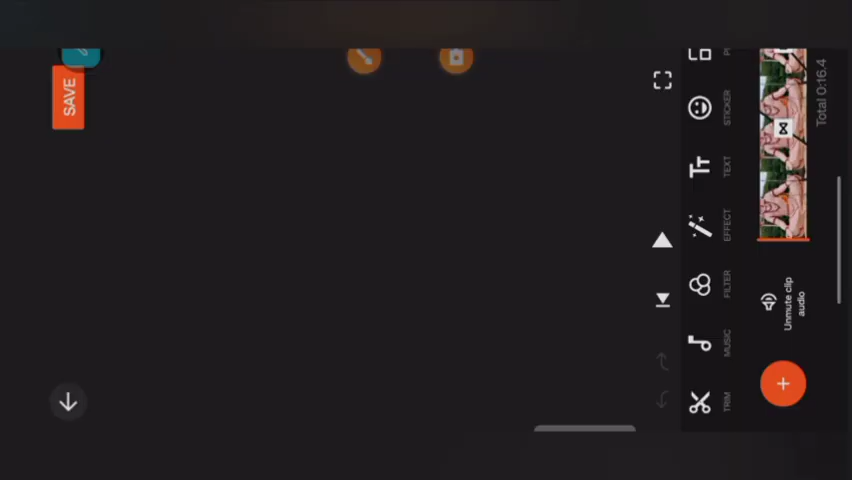 SAVE
TRIM
MUSIC
FILTER
EFFECT
TEXT
STICKER
Unmute clip
audio
Total 0:16.4